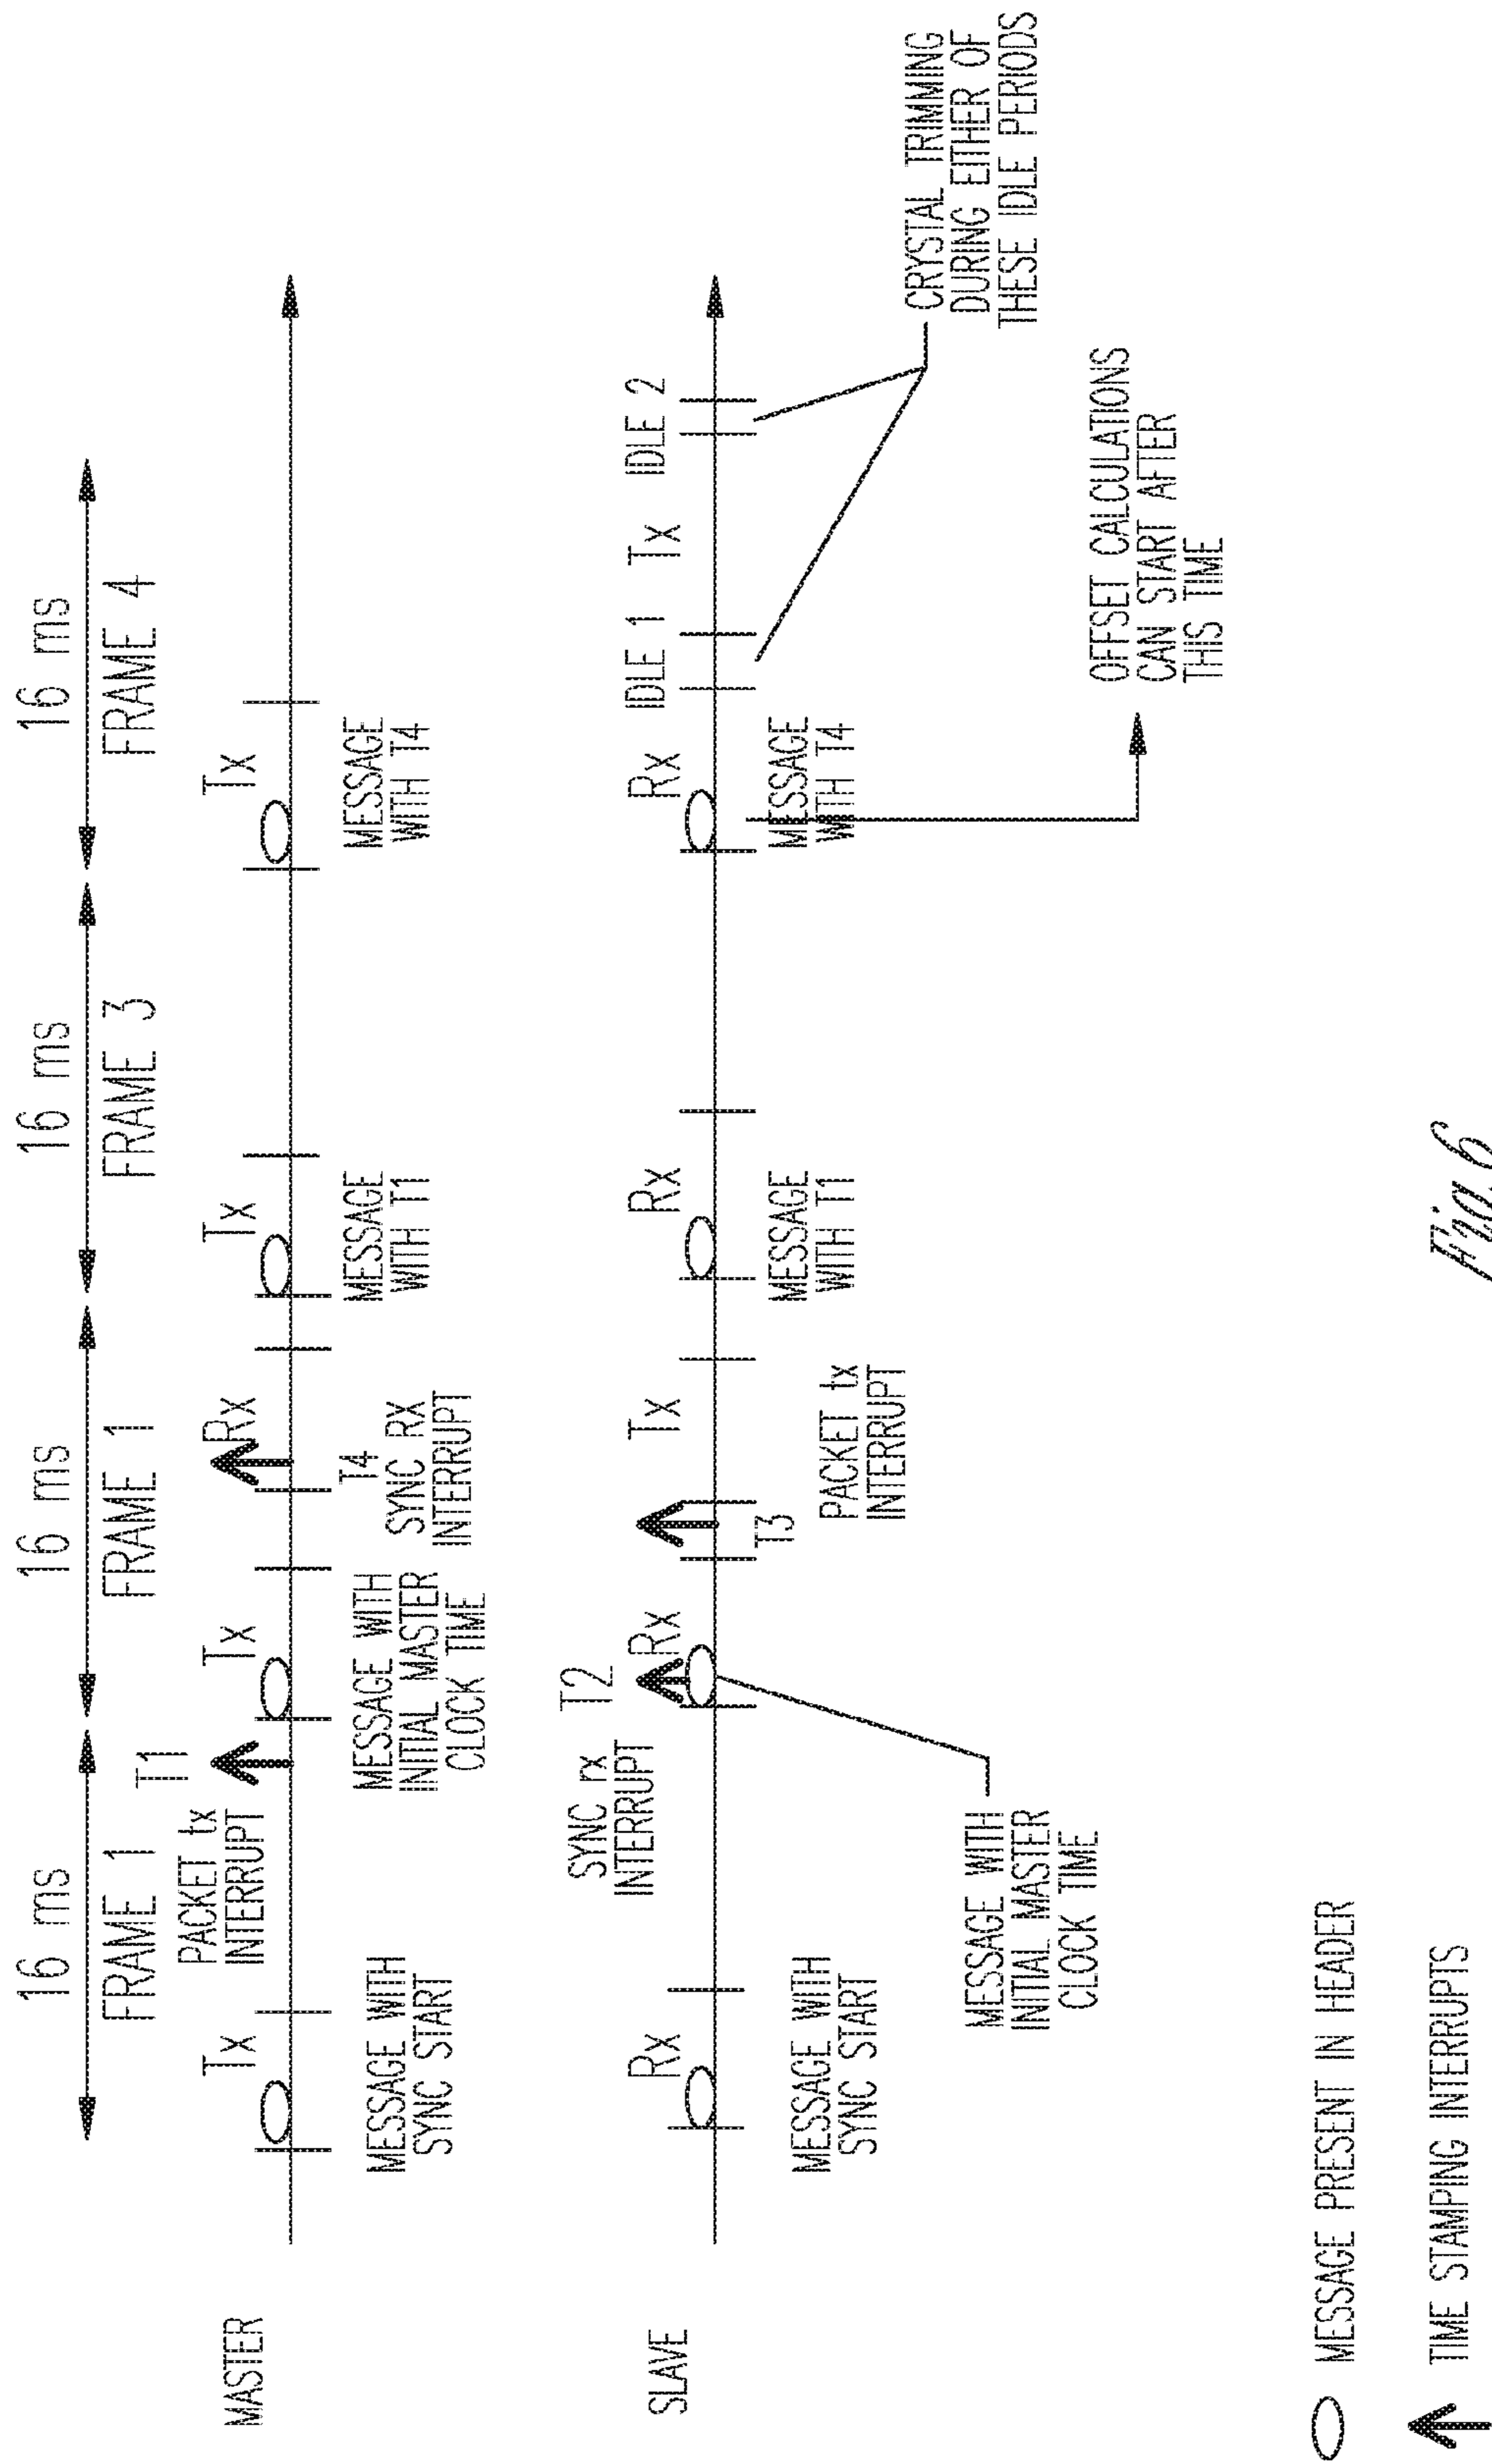 16 ms
FRAME 1
16 ms
FRAME 1
16 ms
FRAME 3
16 ms
FRAME 4
MASTER
Tx
MESSAGE WITH
SYNC START
PACKET tx
INTERRUPT
T1
Tx
MESSAGE WITH
INITIAL MASTER
CLOCK TIME
Rx
T4
SYNC RX
INTERRUPT
Tx
MESSAGE
WITH T1
Tx
MESSAGE
WITH T4
SLAVE
Rx
MESSAGE WITH
SYNC START
SYNC rx
INTERRUPT
T2
Rx
MESSAGE WITH
INITIAL MASTER
CLOCK TIME
T3
Tx
PACKET tx
INTERRUPT
Rx
MESSAGE
WITH T1
Rx
MESSAGE
WITH T4
IDLE 1
Tx
IDLE 2
CRYSTAL TRIMMING
DURING EITHER OF
THESE IDLE PERIODS
OFFSET CALCULATIONS
CAN START AFTER
THIS TIME
MESSAGE PRESENT IN HEADER
TIME STAMPING INTERRUPTS
Fig.6